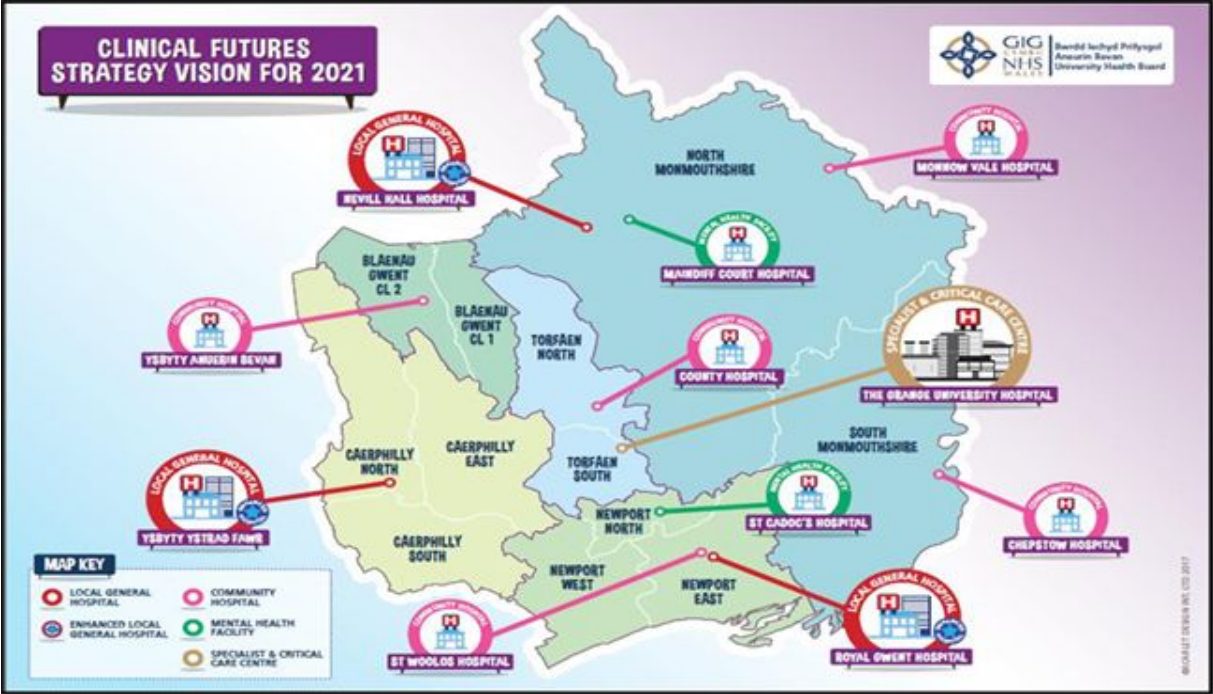 CLINICAL FUTURES
STRATEGY VISION FOR 2021
GIG
CYMRU
NHS
WALES
Bwrdd Iechyd Prifysgol
Aneurin Bevan
University Health Board
LOCAL GENERAL HOSPITAL
NEVILL HALL HOSPITAL
COMMUNITY HOSPITAL
MONNOW VALE HOSPITAL
NORTH
MONMOUTHSHIRE
MENTAL HEALTH FACILITY
MAINDIFF COURT HOSPITAL
BLAENAU
GWENT
CL 2
BLAENAU
GWENT
CL 1
COMMUNITY HOSPITAL
YSBYTY ANUERIN BEVAN
TORFAEN
NORTH
COMMUNITY HOSPITAL
COUNTY HOSPITAL
SPECIALIST & CRITICAL CARE CENTRE
THE GRANGE UNIVERSITY HOSPITAL
CAERPHILLY
NORTH
CAERPHILLY
EAST
TORFAEN
SOUTH
SOUTH
MONMOUTHSHIRE
LOCAL GENERAL HOSPITAL
YSBYTY YSTRAD FAWR
NEWPORT
NORTH
MENTAL HEALTH FACILITY
ST CADOC'S HOSPITAL
COMMUNITY HOSPITAL
CHEPSTOW HOSPITAL
CAERPHILLY
SOUTH
NEWPORT
WEST
NEWPORT
EAST
COMMUNITY HOSPITAL
ST WOOLOS HOSPITAL
LOCAL GENERAL HOSPITAL
ROYAL GWENT HOSPITAL
MAP KEY
LOCAL GENERAL
HOSPITAL
COMMUNITY
HOSPITAL
ENHANCED LOCAL
GENERAL HOSPITAL
MENTAL HEALTH
FACILITY
SPECIALIST & CRITICAL
CARE CENTRE
DESIGN INT. LTD 2017